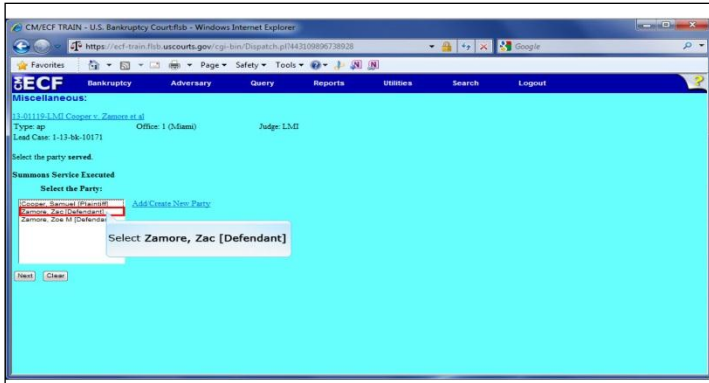 CM/ECF TRAIN - U.S. Bankruptcy Court:flsb - Windows Internet Explorer
https://ecf-train.flsb.uscourts.gov/cgi-bin/Dispatch.pl?443109896738928
Google
Favorites Page Safety Tools
ECF Bankruptcy Adversary Query Reports Utilities Search Logout
Miscellaneous:
13-01119-LMI Cooper v. Zamore et al
Type: ap Office: 1 (Miami) Judge: LMI
Lead Case: 1-13-bk-10171
Select the party served.
Summons Service Executed
Select the Party:
Cooper, Samuel [Plaintiff] Add/Create New Party
Zamore, Zac [Defendant]
Zamore, Zoe M [Defendan
Select Zamore, Zac [Defendant]
Next Clear